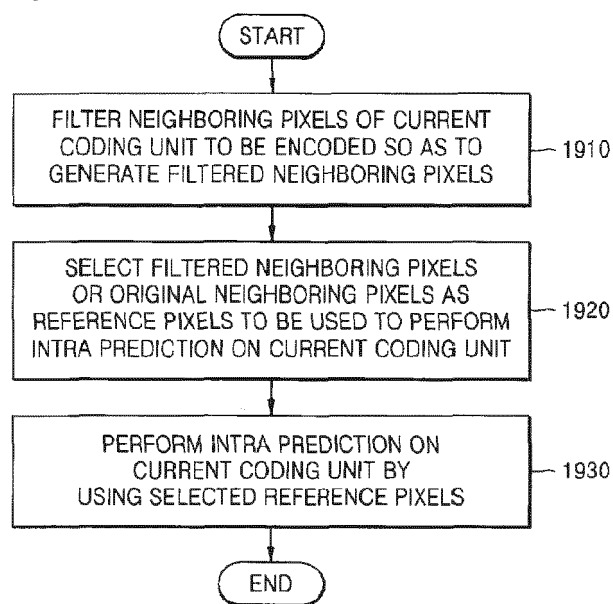 START
FILTER NEIGHBORING PIXELS OF CURRENT
CODING UNIT TO BE ENCODED SO AS TO
GENERATE FILTERED NEIGHBORING PIXELS
1910
SELECT FILTERED NEIGHBORING PIXELS
OR ORIGINAL NEIGHBORING PIXELS AS
REFERENCE PIXELS TO BE USED TO PERFORM
INTRA PREDICTION ON CURRENT CODING UNIT
1920
PERFORM INTRA PREDICTION ON
CURRENT CODING UNIT BY
USING SELECTED REFERENCE PIXELS
1930
END